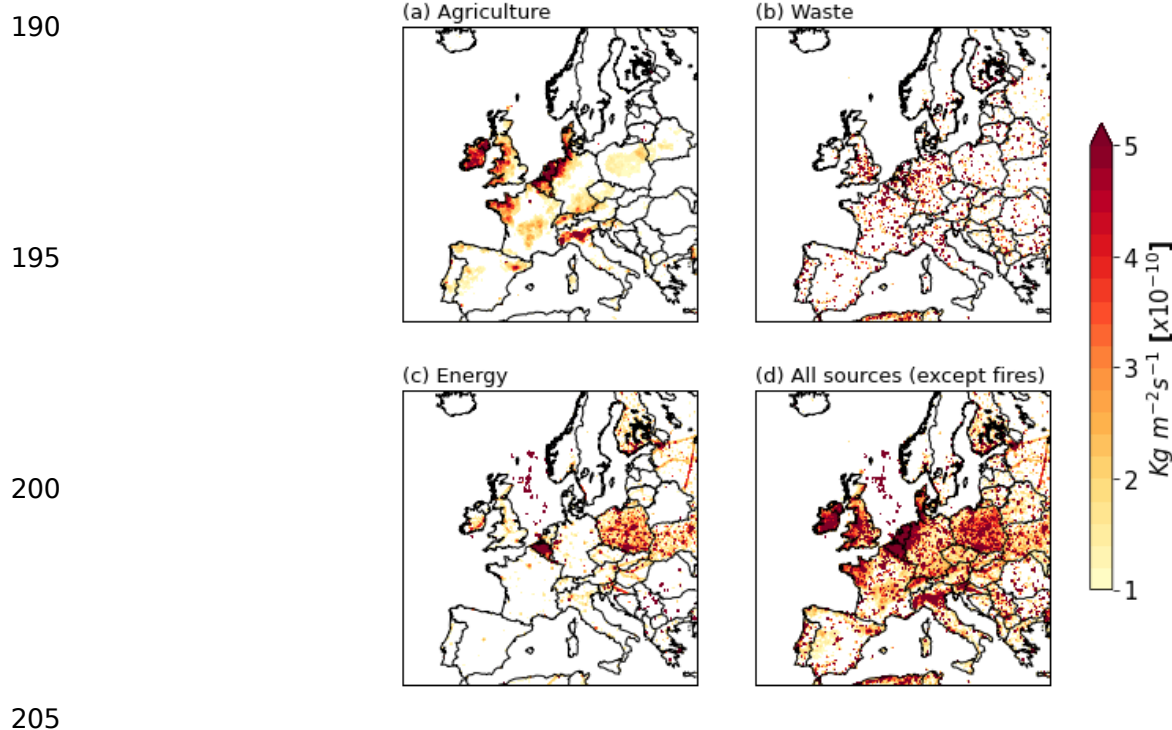 190
(a) Agriculture
(b) Waste
195
(c) Energy
(d) All sources (except fires)
200
205
5
4
3
2
1
Kg m⁻²s⁻¹ [x10⁻¹⁰]